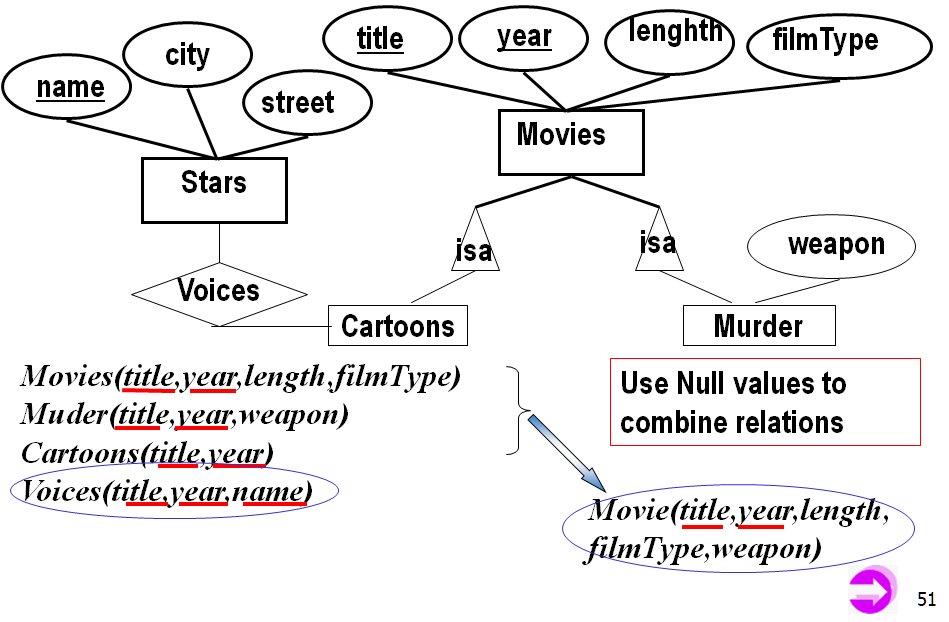 title
year
lenghth
filmType
name
city
street
Movies
Stars
isa
isa
weapon
Voices
Cartoons
Murder
Movies(title,year,length,filmType)
Muder(title,year,weapon)
Cartoons(title,year)
Voices(title,year,name)
Use Null values to
combine relations
Movie(title,year,length,
filmType,weapon)
51